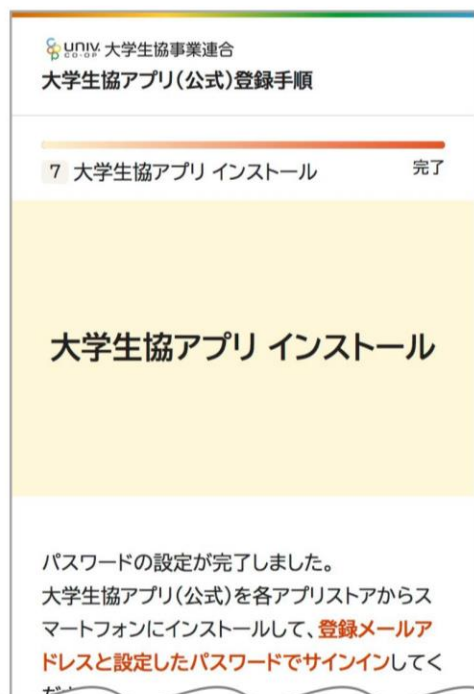 univ. 大学生協事業連合
CO-OP
大学生協アプリ(公式)登録手順
7 大学生協アプリ インストール 完了
大学生協アプリ インストール
パスワードの設定が完了しました。
大学生協アプリ(公式)を各アプリストアからス
マートフォンにインストールして、登録メールア
ドレスと設定したパスワードでサインインしてく